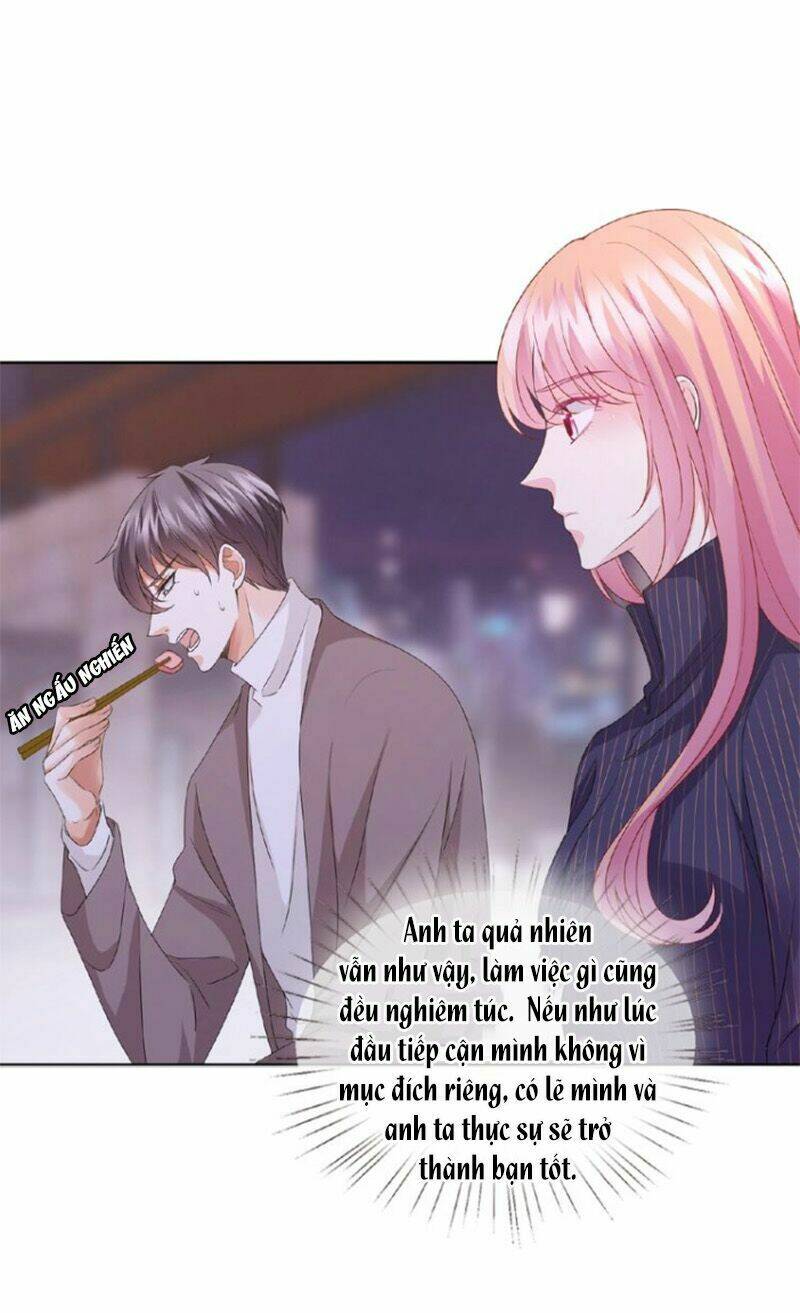 ĂN NGẤU NGHIẾN
Anh ta quả nhiên
vẫn như vậy, làm việc gì cũng
đều nghiêm túc. Nếu như lúc
đầu tiếp cận mình không vì
mục đích riêng, có lẽ mình và
anh ta thực sự sẽ trở
thành bạn tốt.